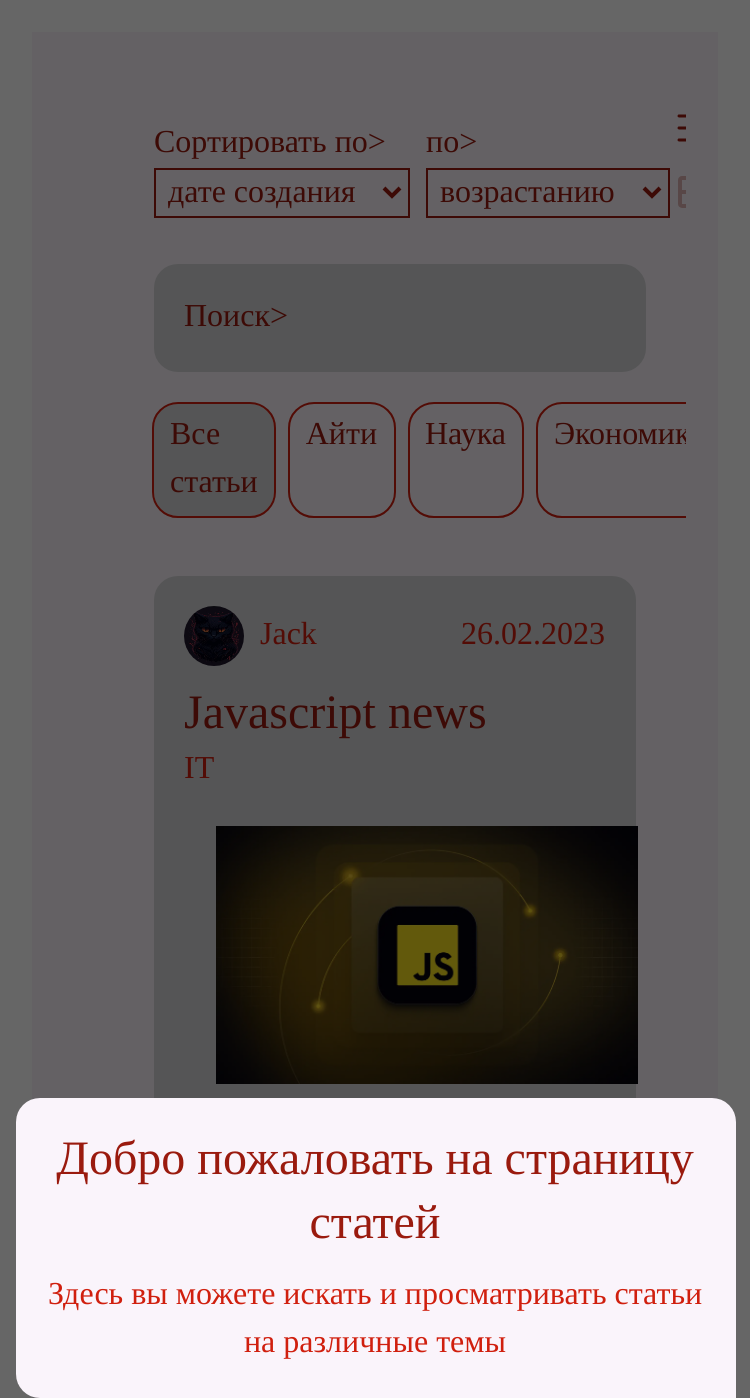 Сортировать по> по>
дате создания возрастанию
Поиск>
Все Айти Наука Экономик
статьи
Jack 26.02.2023
Javascript news
IT
JS
Добро пожаловать на страницу
статей
Здесь вы можете искать и просматривать статьи
на различные темы